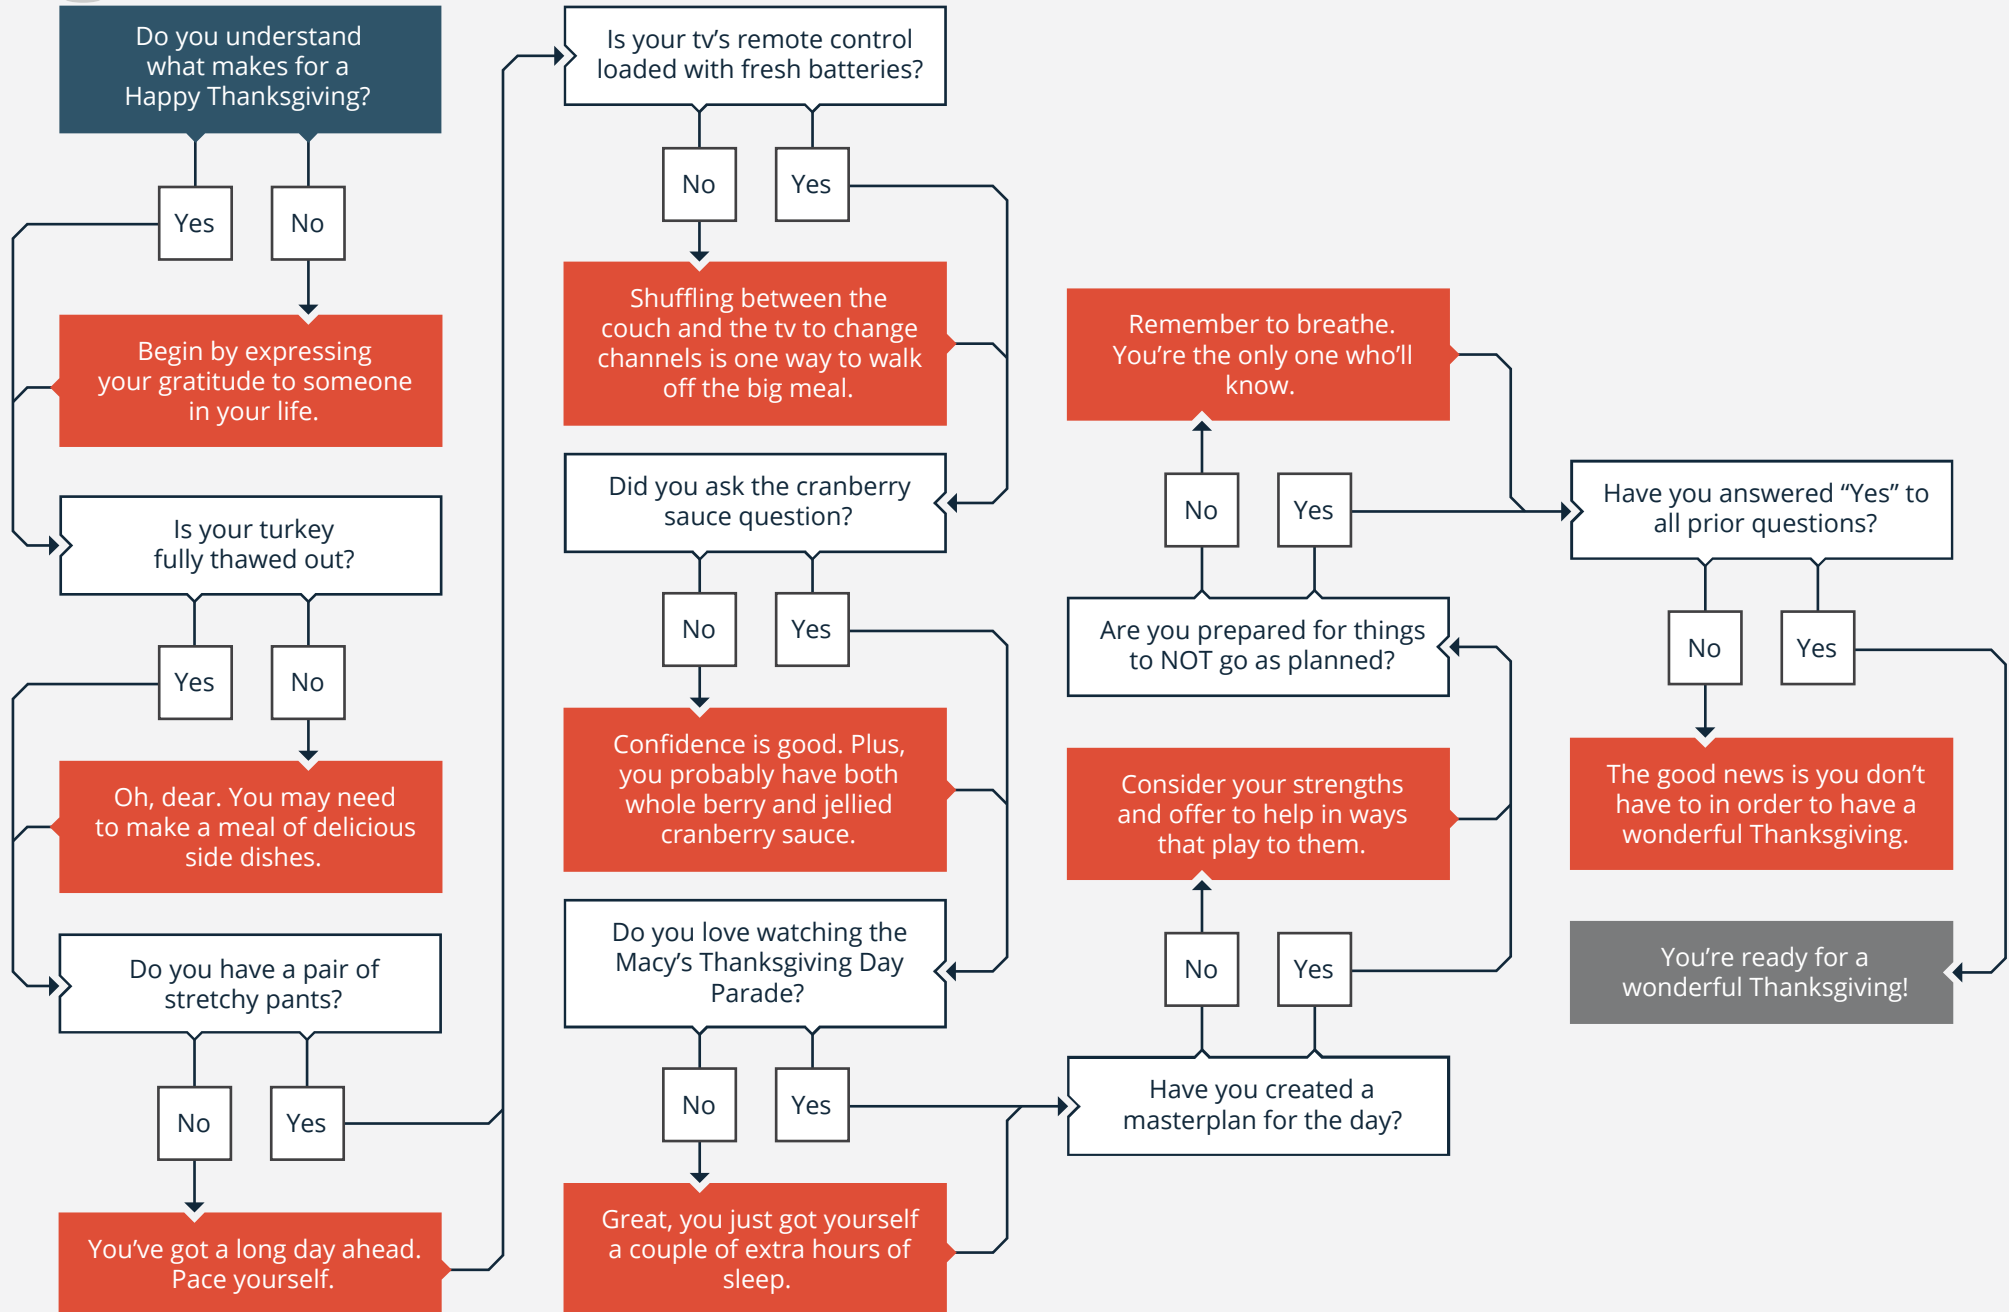 Do you understand
what makes for a
Happy Thanksgiving?
Yes
No
Begin by expressing
your gratitude to someone
in your life.
Is your turkey
fully thawed out?
Yes
No
Oh, dear. You may need
to make a meal of delicious
side dishes.
Do you have a pair of
stretchy pants?
No
Yes
You’ve got a long day ahead.
Pace yourself.
Is your tv’s remote control
loaded with fresh batteries?
No
Yes
Shuffling between the
couch and the tv to change
channels is one way to walk
off the big meal.
Did you ask the cranberry
sauce question?
No
Yes
Confidence is good. Plus,
you probably have both
whole berry and jellied
cranberry sauce.
Do you love watching the
Macy’s Thanksgiving Day
Parade?
No
Yes
Great, you just got yourself
a couple of extra hours of
sleep.
Have you created a
masterplan for the day?
No
Yes
Consider your strengths
and offer to help in ways
that play to them.
Are you prepared for things
to NOT go as planned?
No
Yes
Remember to breathe.
You’re the only one who’ll
know.
Have you answered “Yes” to
all prior questions?
No
Yes
The good news is you don’t
have to in order to have a
wonderful Thanksgiving.
You’re ready for a
wonderful Thanksgiving!